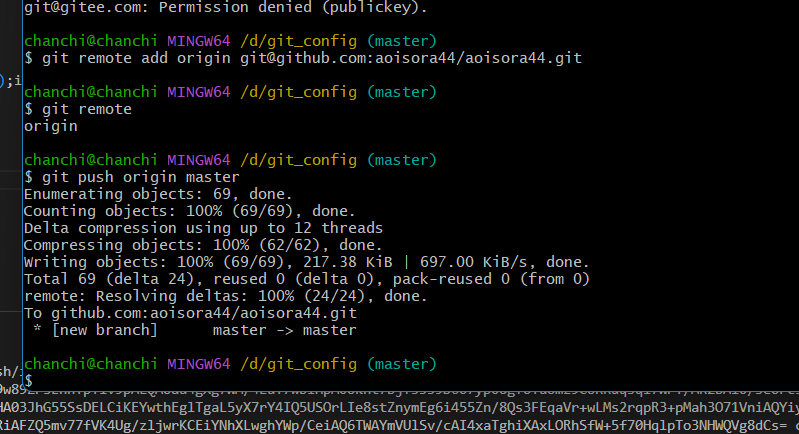 git@gitee.com: Permission denied (publickey).
chanchi@chanchi MINGW64 /d/git_config (master)
$ git remote add origin git@github.com:aoisora44/aoisora44.git
);i
chanchi@chanchi MINGW64 /d/git_config (master)
$ git remote
origin
chanchi@chanchi MINGW64 /d/git_config (master)
$ git push origin master
Enumerating objects: 69, done.
Counting objects: 100% (69/69), done.
Delta compression using up to 12 threads
Compressing objects: 100% (62/62), done.
Writing objects: 100% (69/69), 217.38 KiB | 697.00 KiB/s, done.
Total 69 (delta 24), reused 0 (delta 0), pack-reused 0 (from 0)
remote: Resolving deltas: 100% (24/24), done.
To github.com:aoisora44/aoisora44.git
* [new branch]      master -> master
chanchi@chanchi MINGW64 /d/git_config (master)
sh/i
$
HA03JhG55SsDELCiKEYwthEglTgaL5yX7rY4IQ5USOrLIe8stZnymEg6i455Zn/8Qs3FEqaVr+wLMs2rqpR3+pMah3O71VniAQYiy
RiAFZQ5mv77fVK4Ug/zljwrKCEiYNhXLwghYWp/CeiAQ6TWAYmVUlSv/cAI4xaTghiXAxLORhSfW+5f70HqlpTo3NHWQVg8dCs=